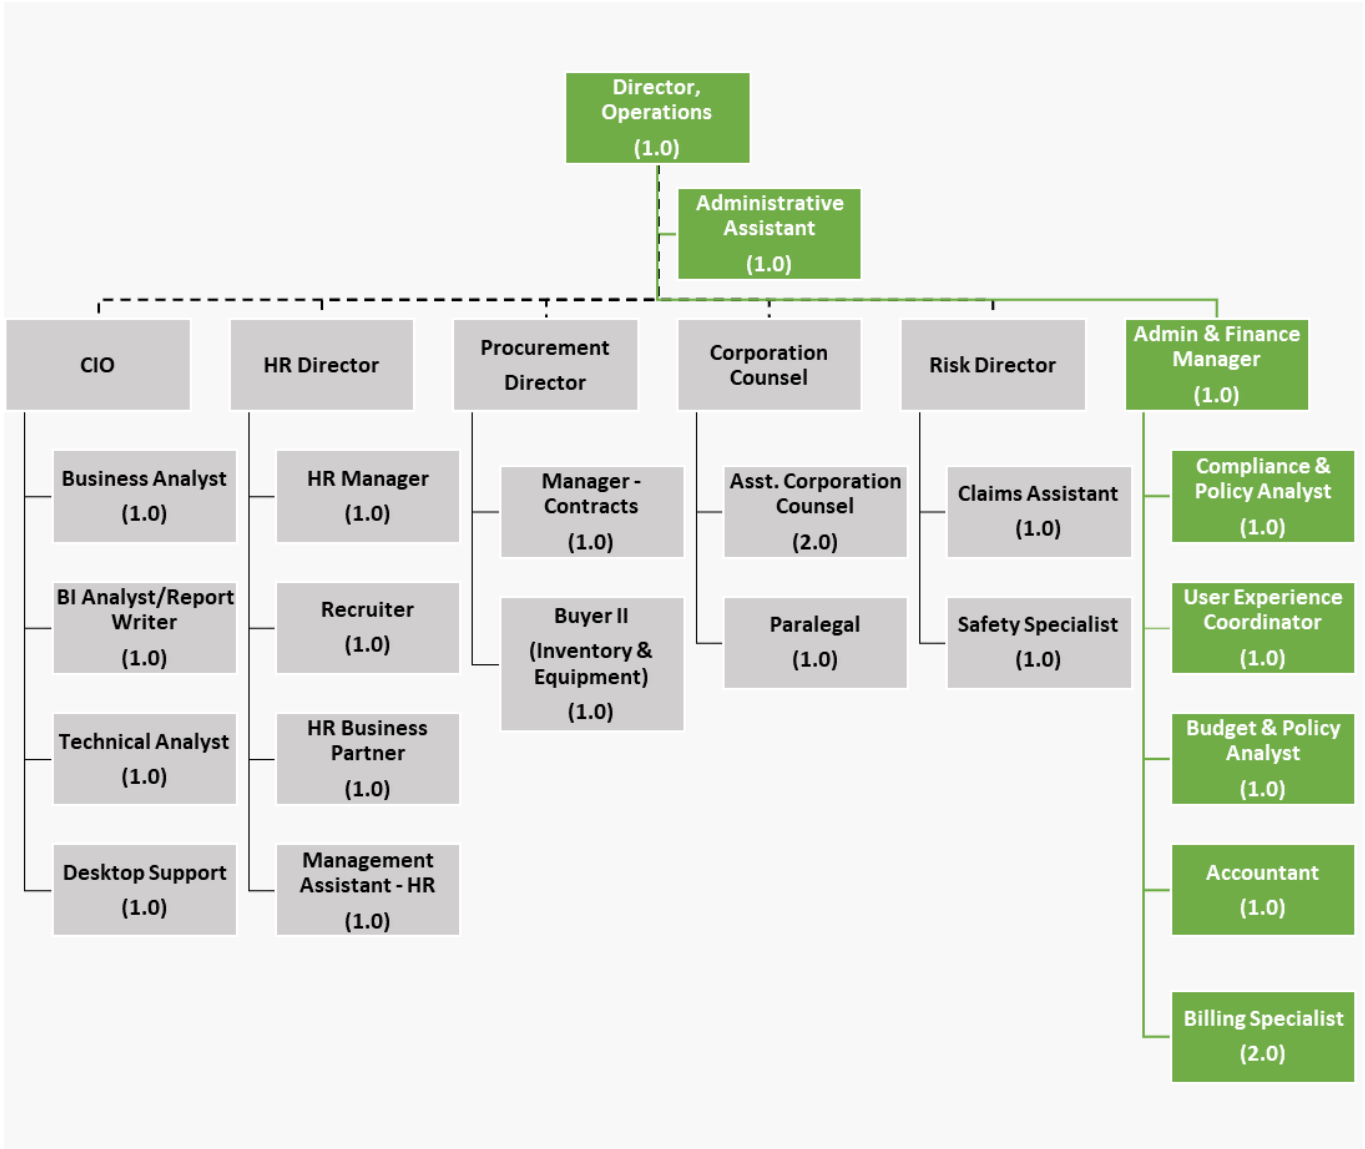 Director,
Operations
(1.0)
Administrative
Assistant
(1.0)
CIO
HR Director
Procurement
Director
Corporation
Counsel
Risk Director
Admin & Finance
Manager
(1.0)
Business Analyst
(1.0)
BI Analyst/Report
Writer
(1.0)
Technical Analyst
(1.0)
Desktop Support
(1.0)
HR Manager
(1.0)
Recruiter
(1.0)
HR Business
Partner
(1.0)
Management
Assistant - HR
(1.0)
Manager -
Contracts
(1.0)
Buyer II
(Inventory &
Equipment)
(1.0)
Asst. Corporation
Counsel
(2.0)
Paralegal
(1.0)
Claims Assistant
(1.0)
Safety Specialist
(1.0)
Compliance &
Policy Analyst
(1.0)
User Experience
Coordinator
(1.0)
Budget & Policy
Analyst
(1.0)
Accountant
(1.0)
Billing Specialist
(2.0)